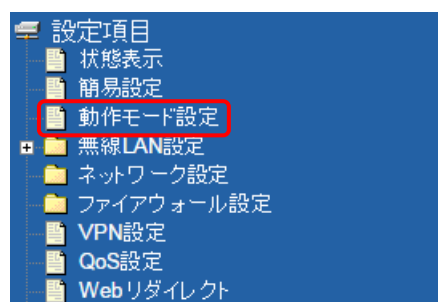 設定項目
状態表示
簡易設定
動作モード設定
無線LAN設定
ネットワーク設定
ファイアウォール設定
VPN設定
QoS設定
Webリダイレクト